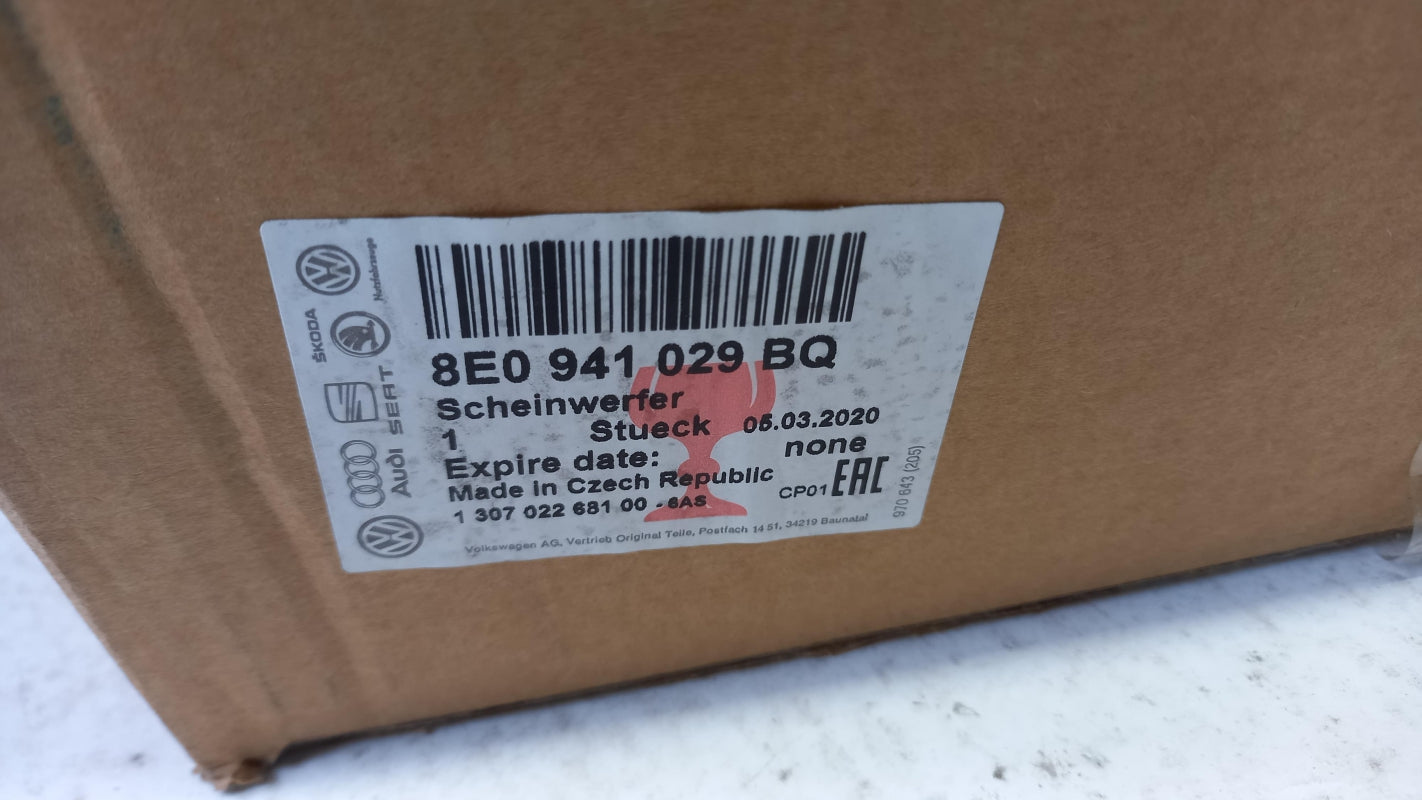 8E0 941 029 BQ
Scheinwerfer
1 Stueck 05.03.2020
Expire date: none
Made in Czech Republic
CP01 EAC
1 307 022 681 00 - 6AS
Volkswagen AG, Vertrieb Original Teile, Postfach 14 51, 34219 Baunatal
970 643 (205)
Nutzfahrzeuge
ŠKODA
SEAT
Audi